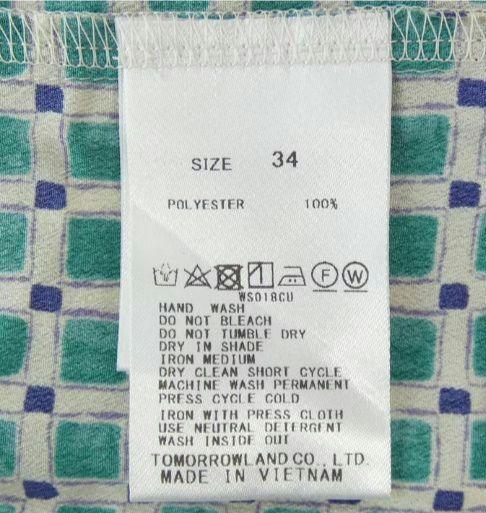 SIZE 34
POLYESTER 100%
F W
WS018CU
HAND WASH
DO NOT BLEACH
DO NOT TUMBLE DRY
DRY IN SHADE
IRON MEDIUM
DRY CLEAN SHORT CYCLE
MACHINE WASH PERMANENT
PRESS CYCLE COLD
IRON WITH PRESS CLOTH
USE NEUTRAL DETERGENT
WASH INSIDE OUT
TOMORROWLAND CO., LTD.
MADE IN VIETNAM